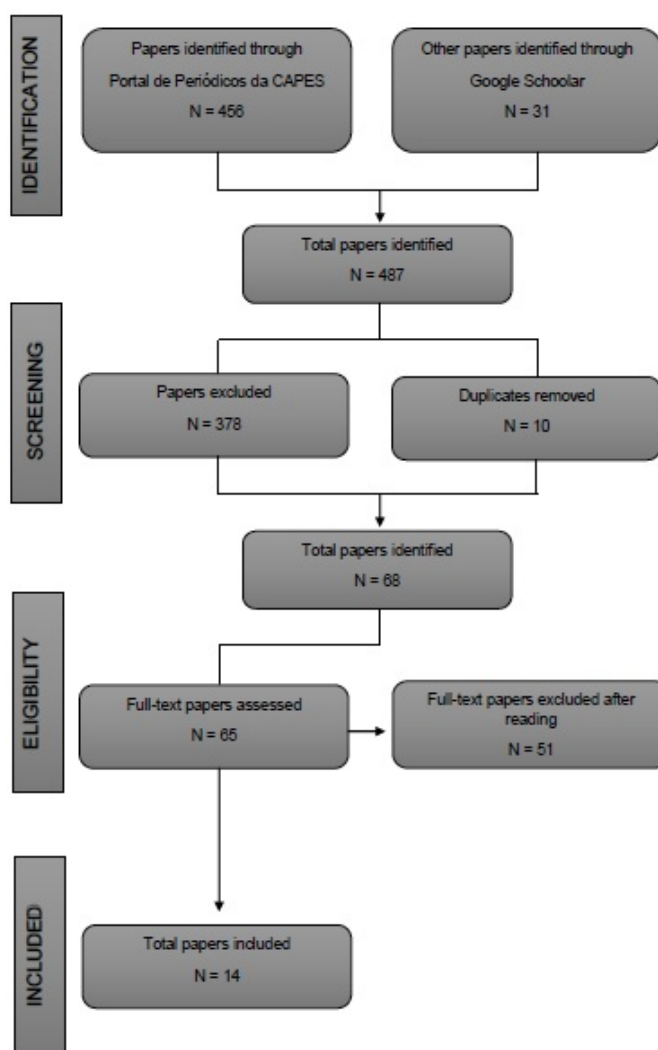 IDENTIFICATION
Papers identified through
Portal de Periódicos da CAPES
N = 456
Other papers identified through
Google Schoolar
N = 31
Total papers identified
N = 487
SCREENING
Papers excluded
N = 378
Duplicates removed
N = 10
Total papers identified
N = 68
ELIGIBILITY
Full-text papers assessed
N = 65
Full-text papers excluded after
reading
N = 51
INCLUDED
Total papers included
N = 14